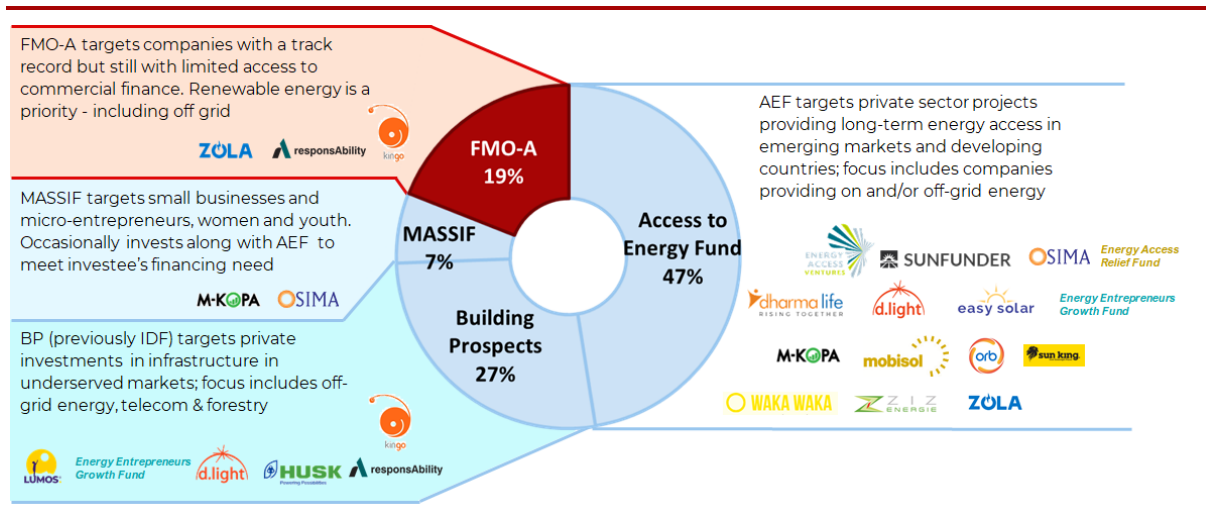 FMO-A targets companies with a track
record but still with limited access to
commercial finance. Renewable energy is a
priority - including off grid
ZOLA
responsAbility
kingo
MASSIF targets small businesses and
micro-entrepreneurs, women and youth.
Occasionally invests along with AEF to
meet investee's financing need
M-KOPA
SIMA
BP (previously IDF) targets private
investments in infrastructure in
underserved markets; focus includes off-
grid energy, telecom & forestry
kingo
LUMOS
Energy Entrepreneurs
Growth Fund
d.light
HUSK
Powering Possibilities
responsAbility
FMO-A
19%
MASSIF
7%
Building
Prospects
27%
Access to
Energy Fund
47%
AEF targets private sector projects
providing long-term energy access in
emerging markets and developing
countries; focus includes companies
providing on and/or off-grid energy
ENERGY
ACCESS
VENTURES
SUNFUNDER
SIMA
Energy Access
Relief Fund
dharma life
RISING TOGETHER
d.light
easy solar
Energy Entrepreneurs
Growth Fund
M-KOPA
mobisol
orb
sun king
WAKA WAKA
ZIZ
ENERGIE
ZOLA